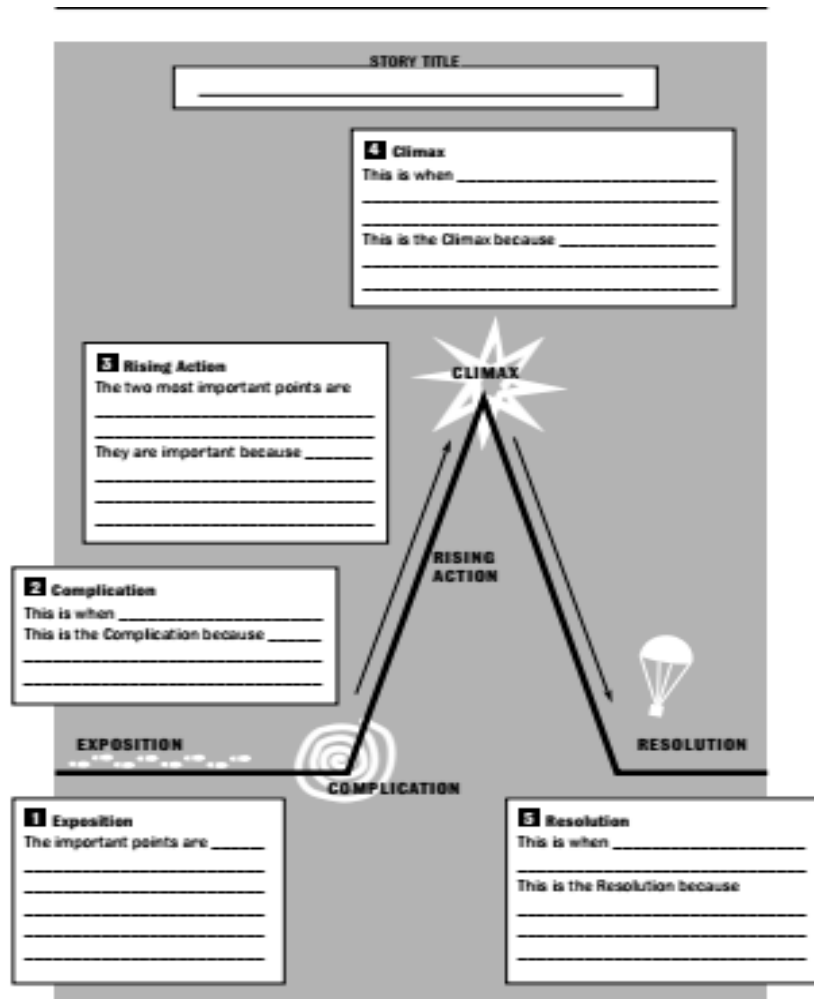 STORY TITLE
4 Climax
This is when
This is the Climax because
3 Rising Action
The two most important points are
They are important because
CLIMAX
RISING
ACTION
2 Complication
This is when
This is the Complication because
EXPOSITION
RESOLUTION
COMPLICATION
1 Exposition
The important points are
5 Resolution
This is when
This is the Resolution because